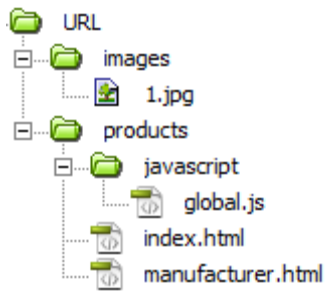 URL
images
1.jpg
products
javascript
global.js
index.html
manufacturer.html